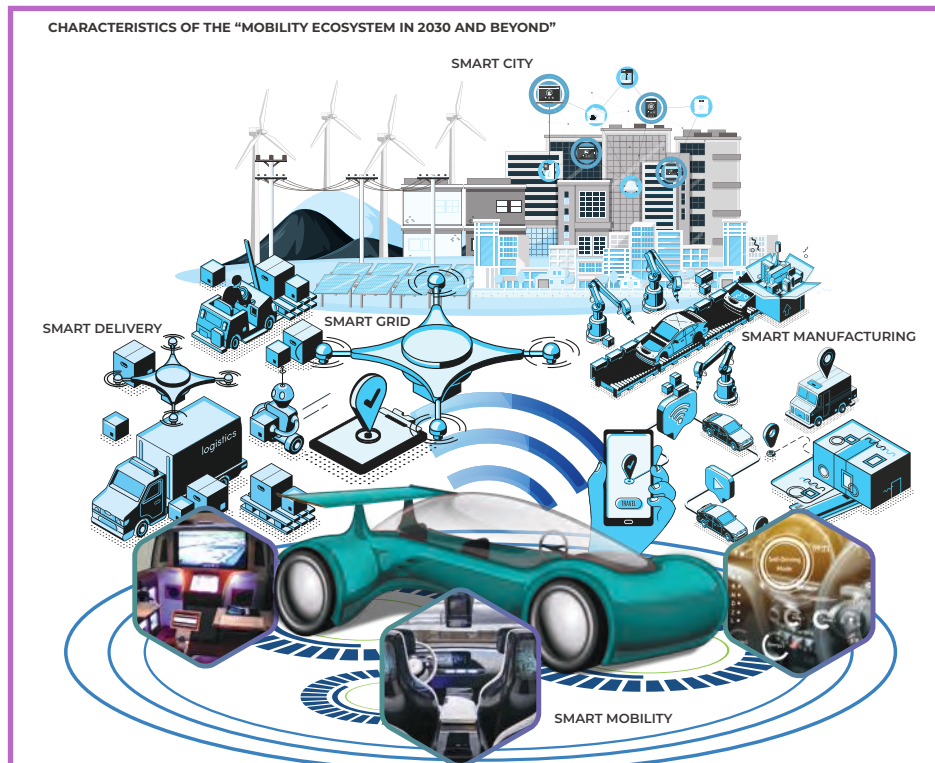 CHARACTERISTICS OF THE “MOBILITY ECOSYSTEM IN 2030 AND BEYOND”
SMART CITY
SMART DELIVERY
SMART GRID
SMART MANUFACTURING
logistics
TRAVEL
Self-Driving
Mode
SMART MOBILITY